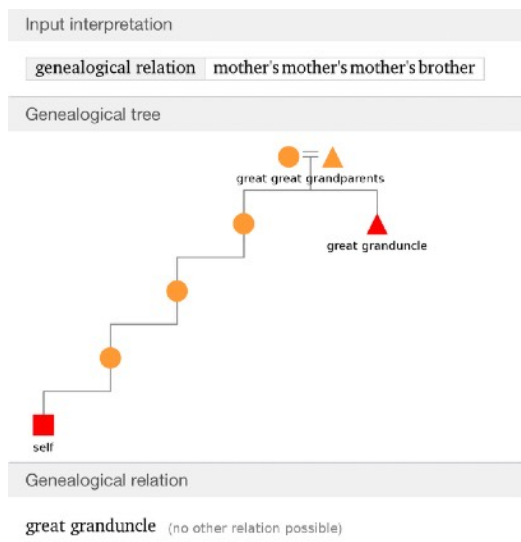 Input interpretation
genealogical relation mother's mother's mother's brother
Genealogical tree
great great grandparents
great granduncle
self
Genealogical relation
great granduncle (no other relation possible)